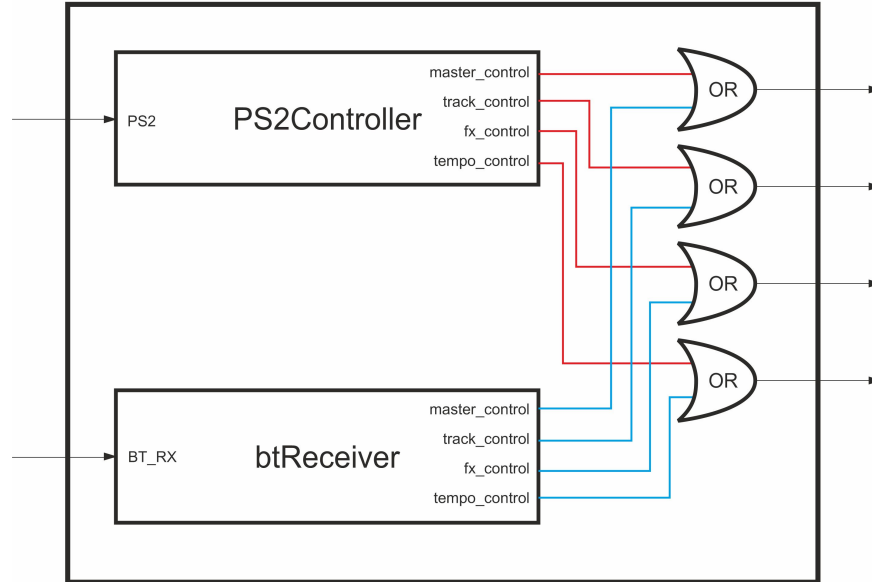 PS2
PS2Controller
master_control
track_control
fx_control
tempo_control
OR
OR
OR
OR
BT_RX
btReceiver
master_control
track_control
fx_control
tempo_control